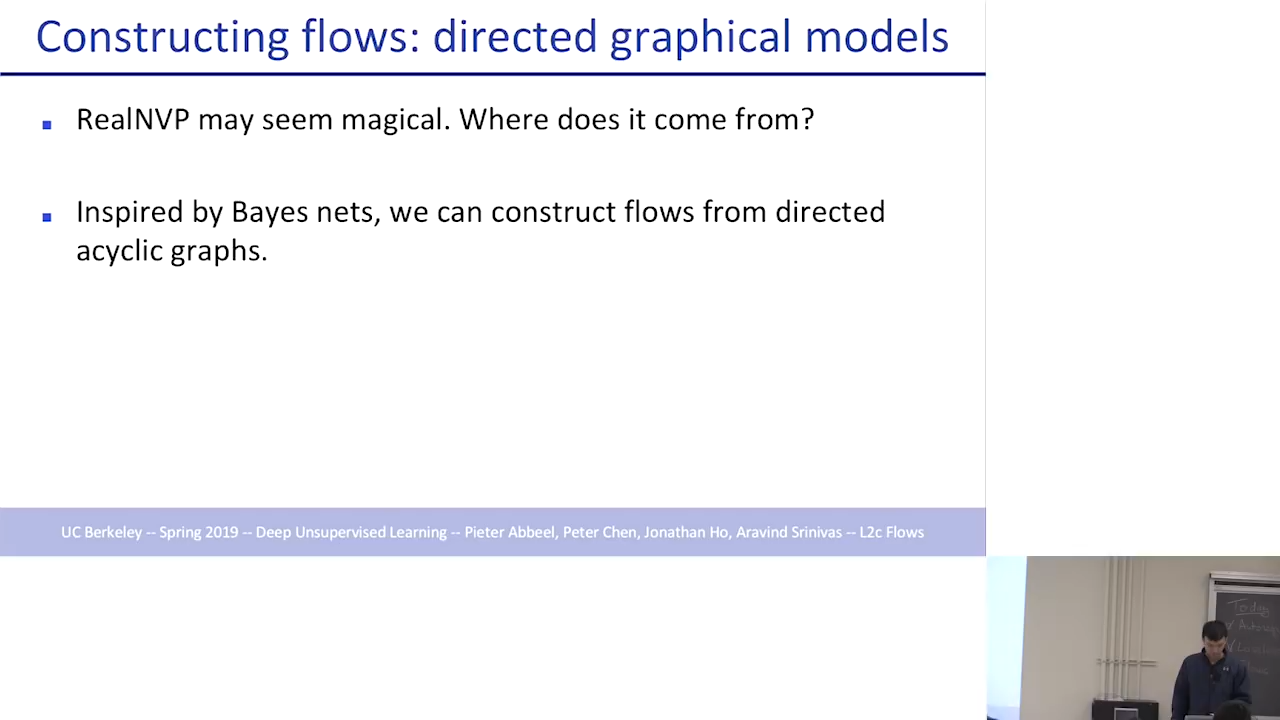 Constructing flows: directed graphical models
RealNVP may seem magical. Where does it come from?
Inspired by Bayes nets, we can construct flows from directed
acyclic graphs.
UC Berkeley -- Spring 2019 -- Deep Unsupervised Learning -- Pieter Abbeel, Peter Chen, Jonathan Ho, Aravind Srinivas -- L2c Flows
Today